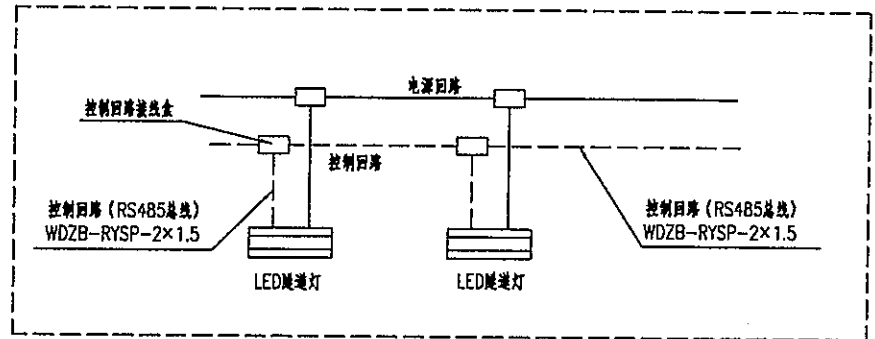 电源回路
控制回路接线盒
控制回路
控制回路（RS485总线）
WDZB-RYSP-2×1.5
控制回路（RS485总线）
WDZB-RYSP-2×1.5
LED隧道灯
LED隧道灯